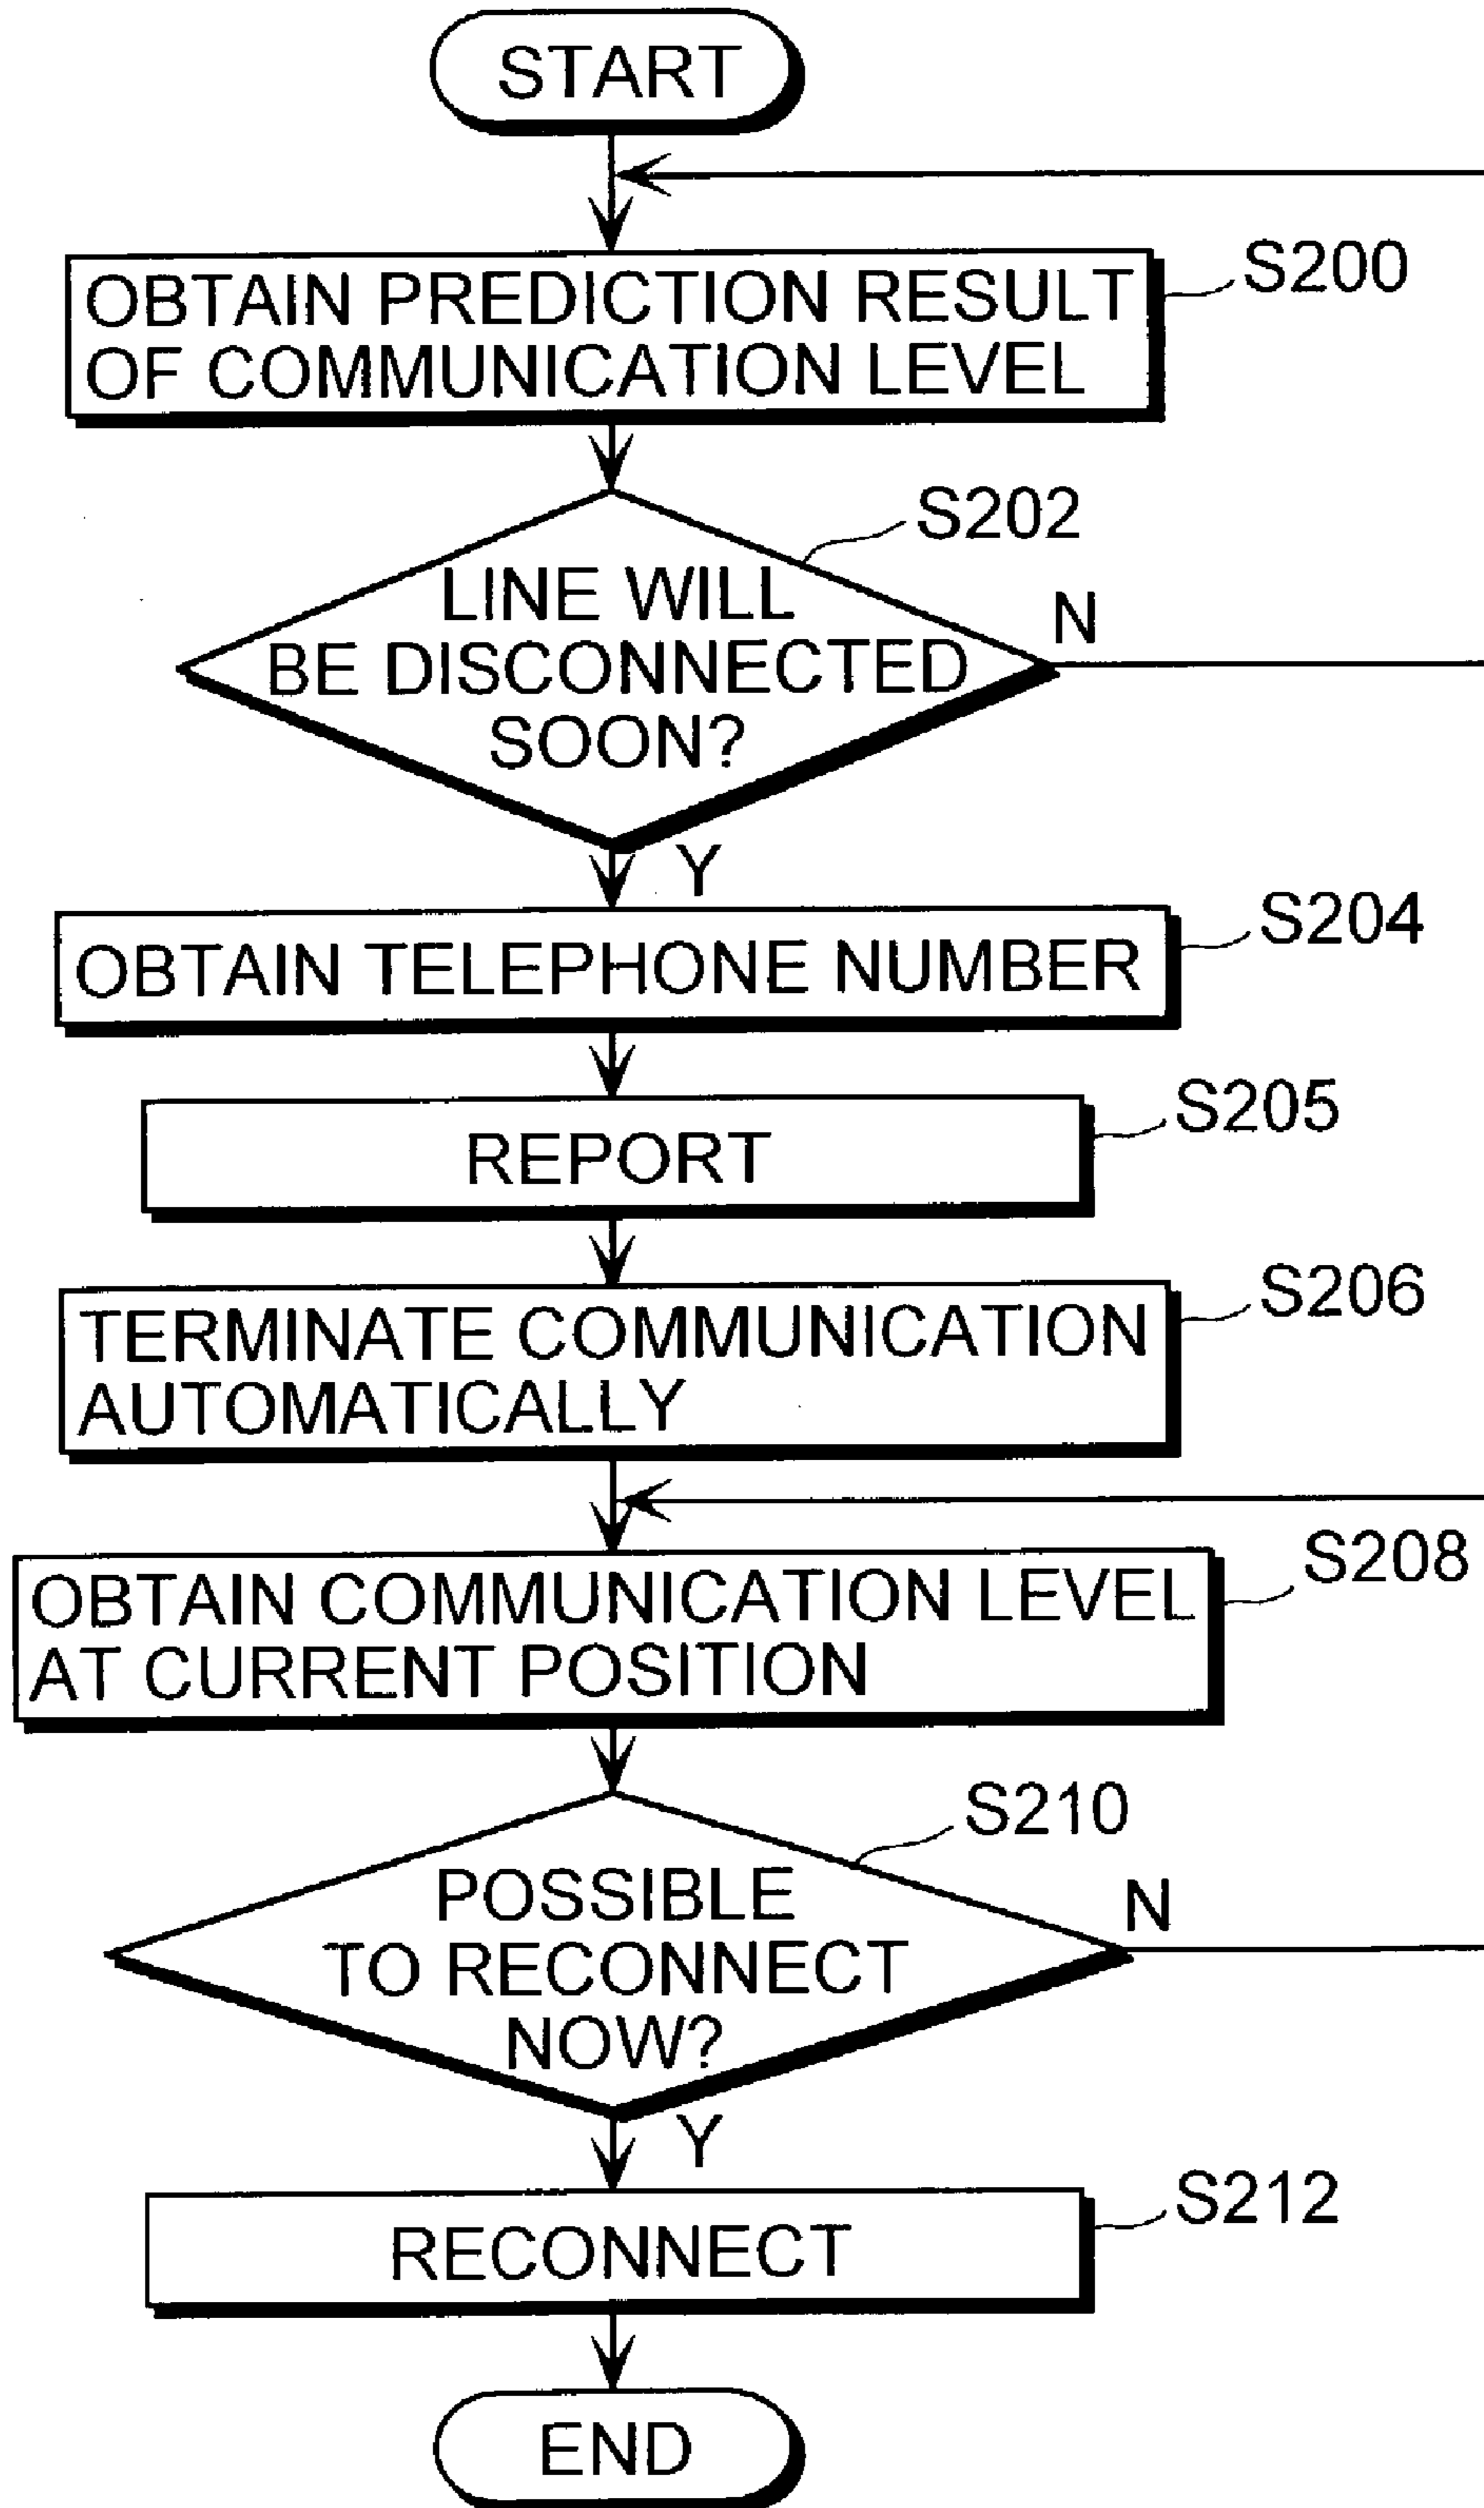 START
OBTAIN PREDICTION RESULT
OF COMMUNICATION LEVEL
S200
S202
LINE WILL
BE DISCONNECTED
SOON?
N
Y
OBTAIN TELEPHONE NUMBER
S204
REPORT
S205
TERMINATE COMMUNICATION
AUTOMATICALLY
S206
OBTAIN COMMUNICATION LEVEL
AT CURRENT POSITION
S208
S210
POSSIBLE
TO RECONNECT
NOW?
N
Y
RECONNECT
S212
END